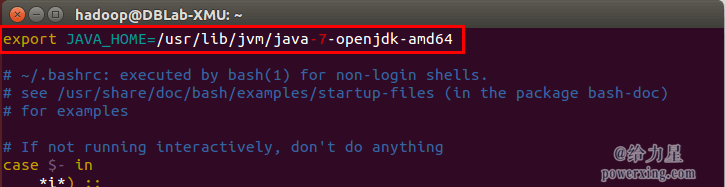 hadoop@DBLab-XMU: ~
export JAVA_HOME=/usr/lib/jvm/java-7-openjdk-amd64
# ~/.bashrc: executed by bash(1) for non-login shells.
# see /usr/share/doc/bash/examples/startup-files (in the package bash-doc)
# for examples
# If not running interactively, don't do anything
case $- in
*i*) ;;
@给力星
powerxing.com